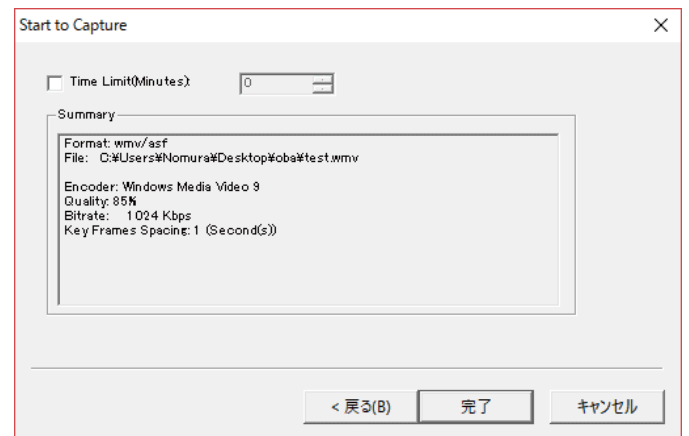 Start to Capture
Time Limit(Minutes):
0
Summary
Format: wmv/asf
File: C:¥Users¥Nomura¥Desktop¥oba¥test.wmv
Encoder: Windows Media Video 9
Quality: 85%
Bitrate: 1024 Kbps
Key Frames Spacing: 1 (Second(s))
< 戻る(B)
完了
キャンセル